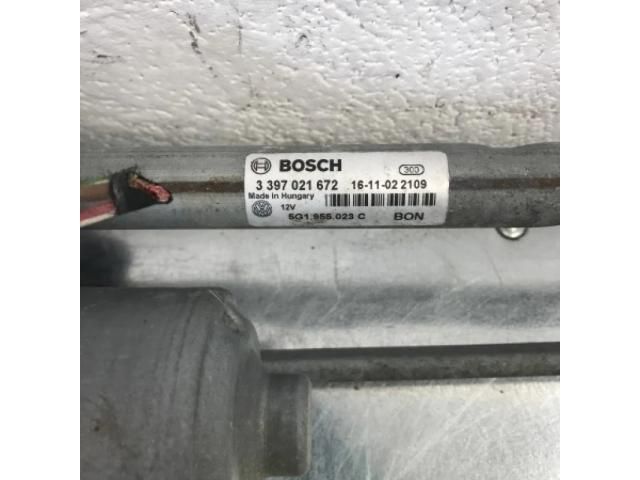 BOSCH 300
3 397 021 672 16-11-02 2109
Made in Hungary
12V
5G1.955.023 C BON